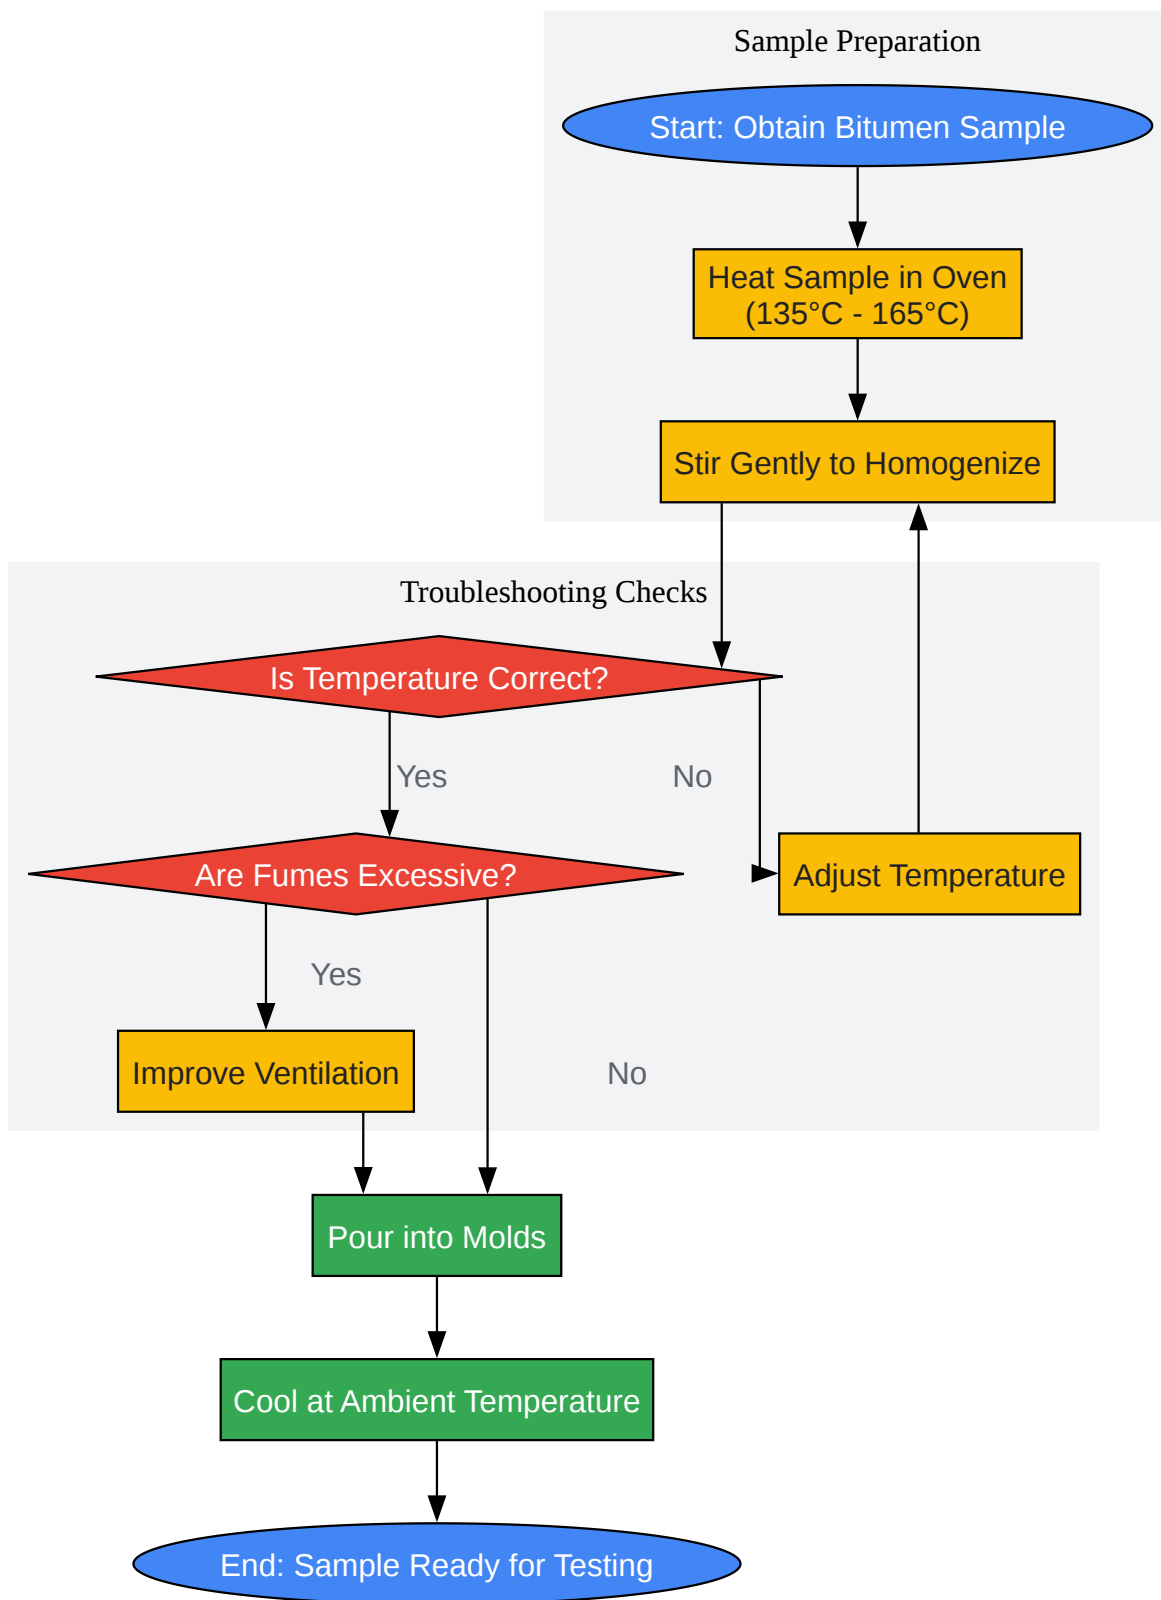 Sample Preparation
Start: Obtain Bitumen Sample
Heat Sample in Oven
(135°C - 165°C)
Stir Gently to Homogenize
Troubleshooting Checks
Is Temperature Correct?
Yes
No
Are Fumes Excessive?
Adjust Temperature
Yes
Improve Ventilation
No
Pour into Molds
Cool at Ambient Temperature
End: Sample Ready for Testing